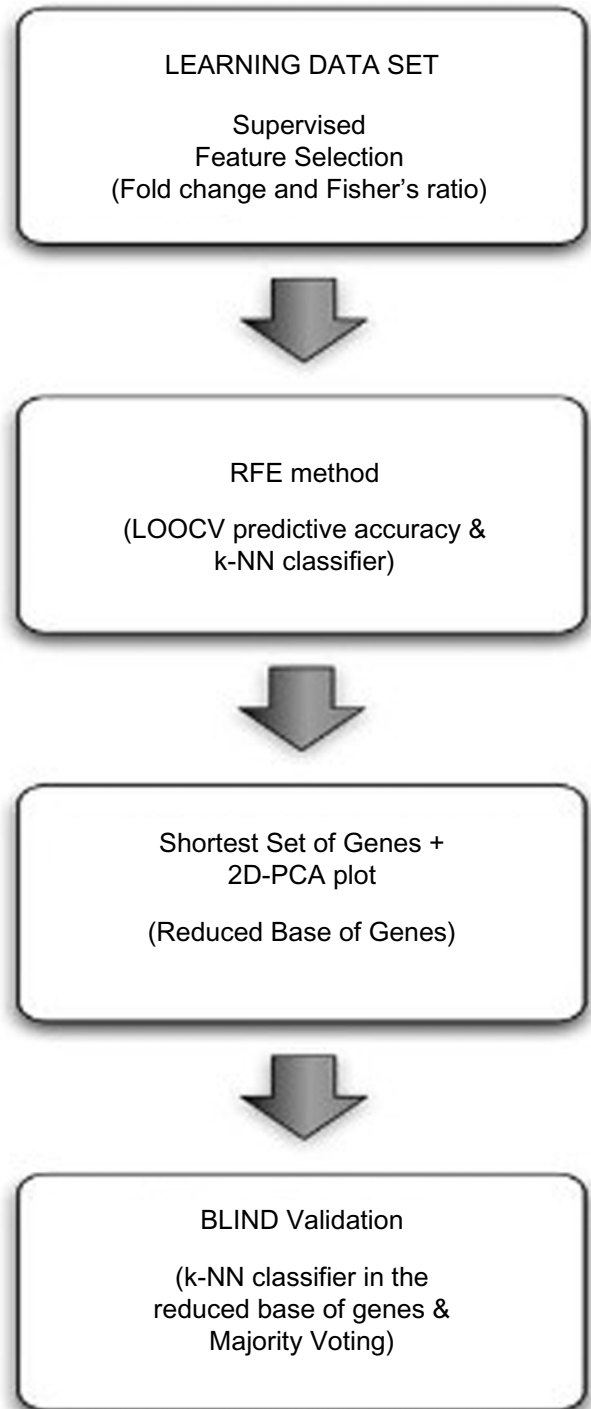 LEARNING DATA SET
Supervised
Feature Selection
(Fold change and Fisher’s ratio)
RFE method
(LOOCV predictive accuracy &
k-NN classifier)
Shortest Set of Genes +
2D-PCA plot
(Reduced Base of Genes)
BLIND Validation
(k-NN classifier in the
reduced base of genes &
Majority Voting)